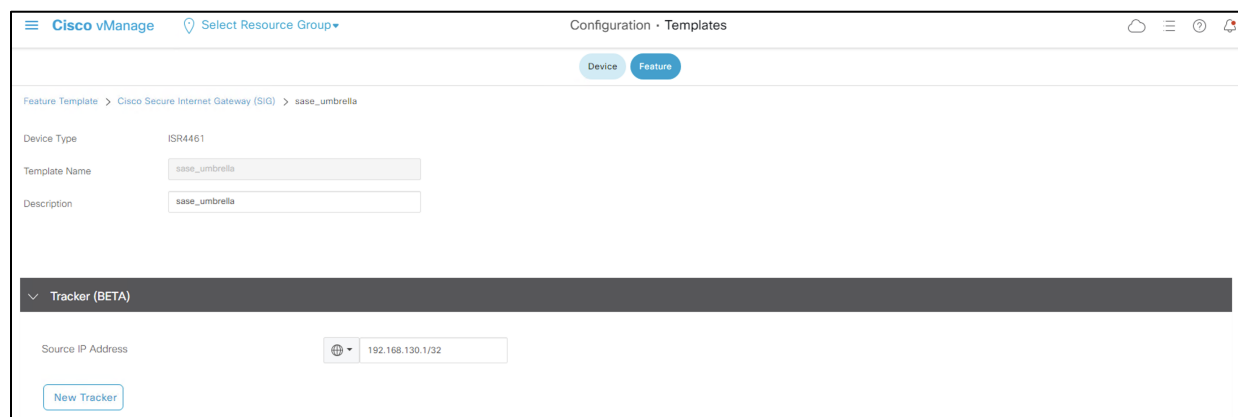 Cisco vManage
Select Resource Group
Configuration · Templates
Device
Feature
Feature Template > Cisco Secure Internet Gateway (SIG) > sase_umbrella
Device Type ISR4461
Template Name sase_umbrella
Description sase_umbrella
Tracker (BETA)
Source IP Address 192.168.130.1/32
New Tracker